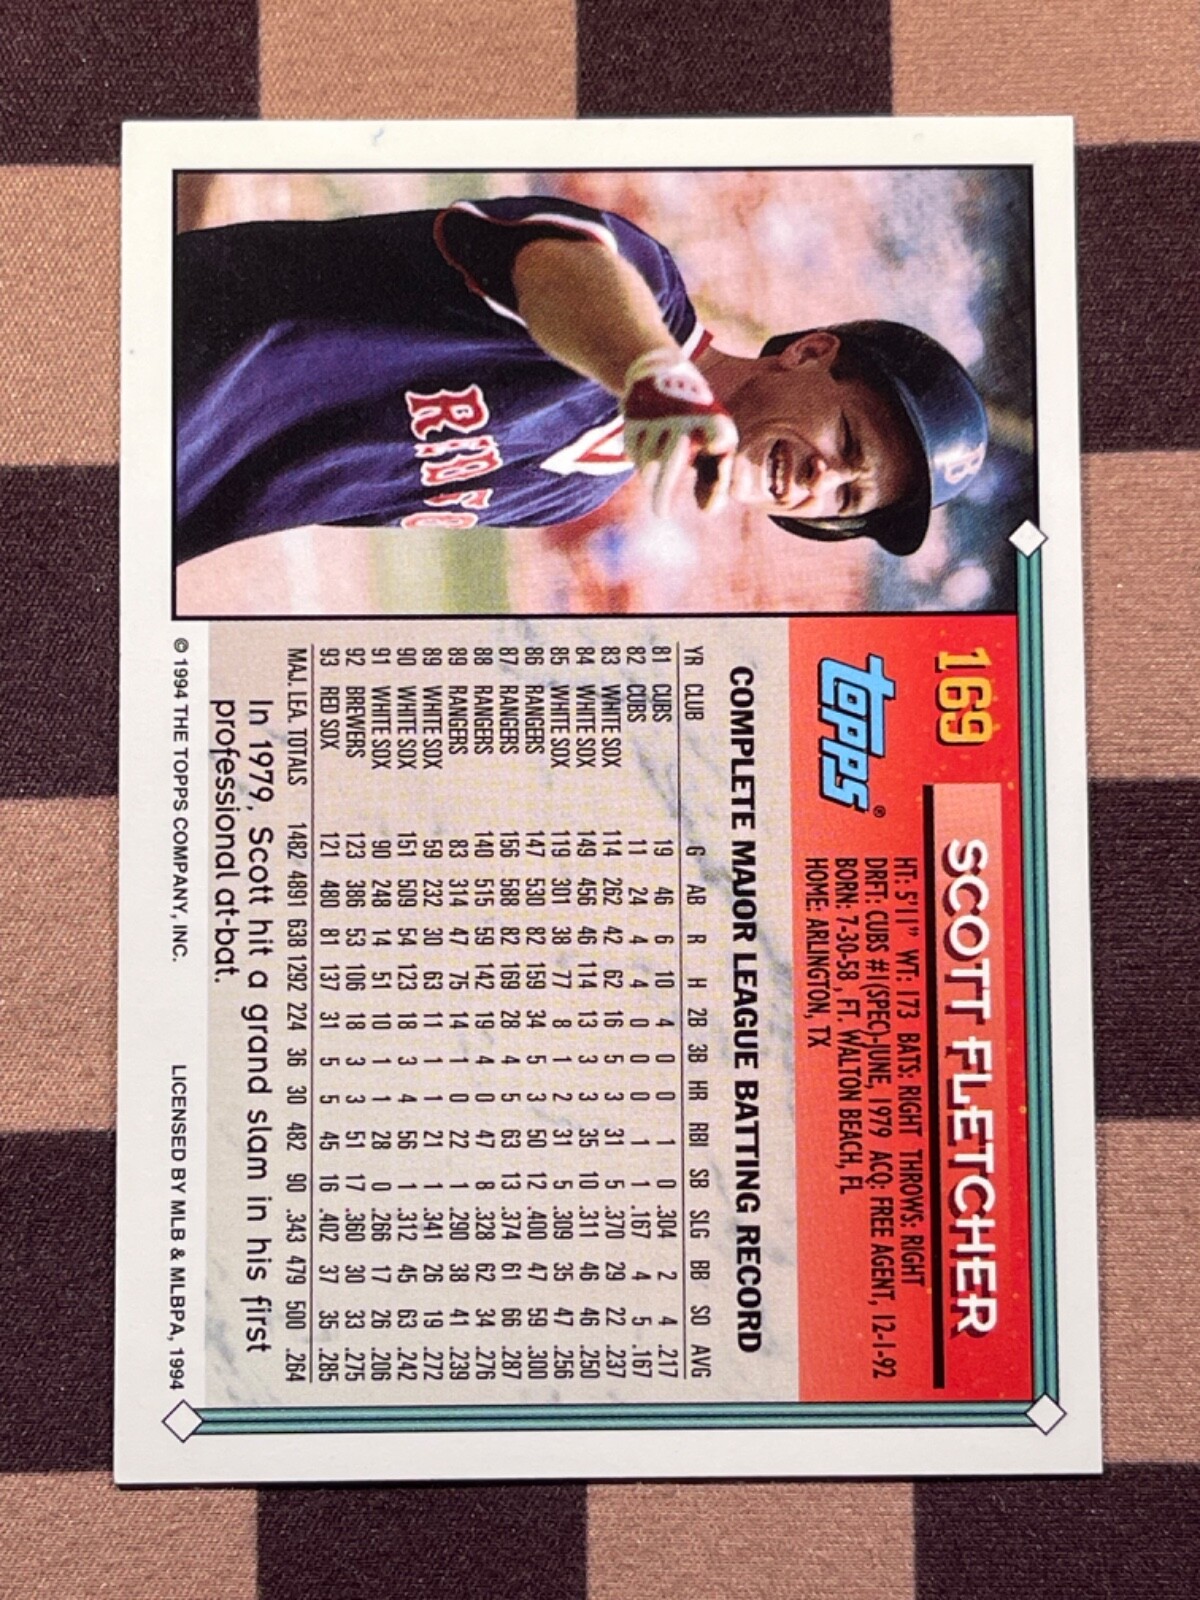 169 SCOTT FLETCHER
topps®
HT: 5'11" WT: 173 BATS: RIGHT THROWS: RIGHT
DRFT: CUBS #1(SPEC)-JUNE, 1979 ACQ: FREE AGENT, 12-1-92
BORN: 7-30-58, FT. WALTON BEACH, FL
HOME: ARLINGTON, TX
COMPLETE MAJOR LEAGUE BATTING RECORD
YR CLUB G AB R H 2B 3B HR RBI SB SLG BB SO AVG
81 CUBS 19 46 6 10 4 0 0 1 0 .304 2 4 .217
82 CUBS 11 24 4 4 0 0 0 1 1 .167 4 5 .167
83 WHITE SOX 114 262 42 62 16 5 3 31 5 .370 29 22 .237
84 WHITE SOX 149 456 46 114 13 3 3 35 10 .311 46 46 .250
85 WHITE SOX 119 301 38 77 8 1 2 31 5 .309 35 47 .256
86 RANGERS 147 530 82 159 34 5 3 50 12 .400 47 59 .300
87 RANGERS 156 588 82 169 28 4 5 63 13 .374 61 66 .287
88 RANGERS 140 515 59 142 19 4 0 47 8 .328 62 34 .276
89 RANGERS 83 314 47 75 14 1 0 22 1 .290 38 41 .239
89 WHITE SOX 59 232 30 63 11 1 1 21 1 .341 26 19 .272
90 WHITE SOX 151 509 54 123 18 3 4 56 1 .312 45 63 .242
91 WHITE SOX 90 248 14 51 10 1 1 28 0 .266 17 26 .206
92 BREWERS 123 386 53 106 18 3 3 51 17 .360 30 33 .275
93 RED SOX 121 480 81 137 31 5 5 45 16 .402 37 35 .285
MAJ. LEA. TOTALS 1482 4891 638 1292 224 36 30 482 90 .343 479 500 .264
In 1979, Scott hit a grand slam in his first
professional at-bat.
© 1994 THE TOPPS COMPANY, INC. LICENSED BY MLB & MLBPA, 1994
B